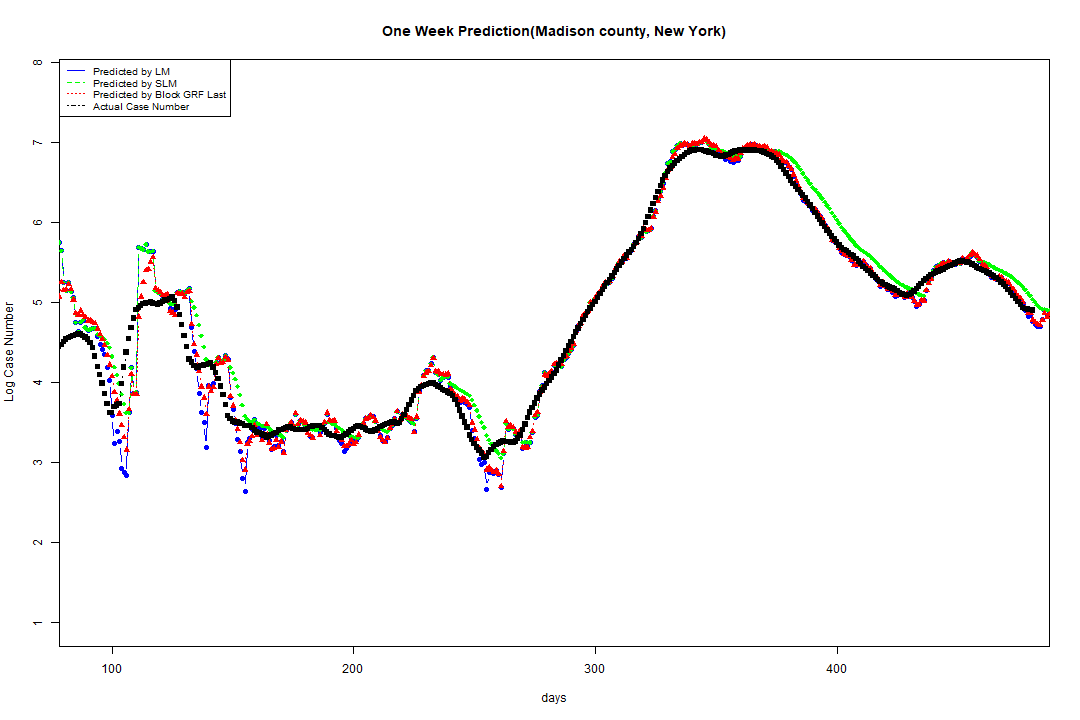 One Week Prediction(Madison county, New York)
Predicted by LM
Predicted by SLM
Predicted by Block GRF Last
Actual Case Number
8
7
6
5
4
3
2
1
Log Case Number
100 200 300 400
days